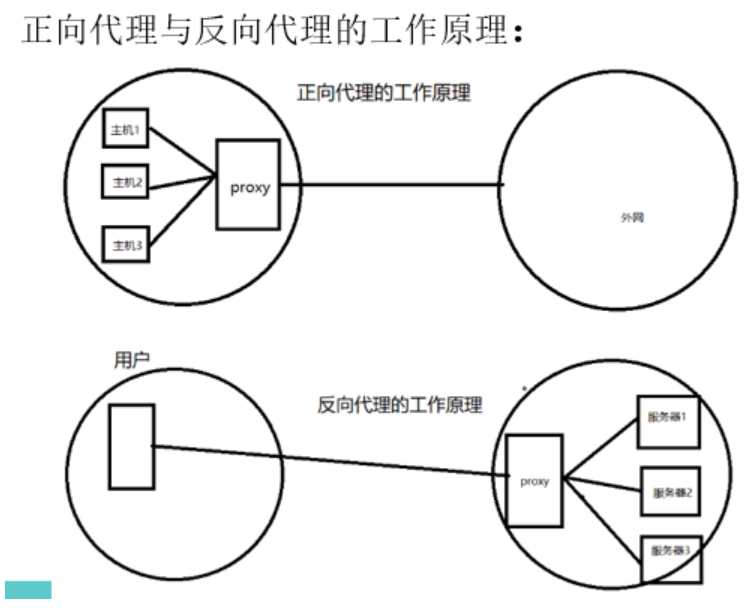 正向代理与反向代理的工作原理：
正向代理的工作原理
主机1
主机2
proxy
主机3
外网
用户
反向代理的工作原理
服务器1
proxy
服务器2
服务器3